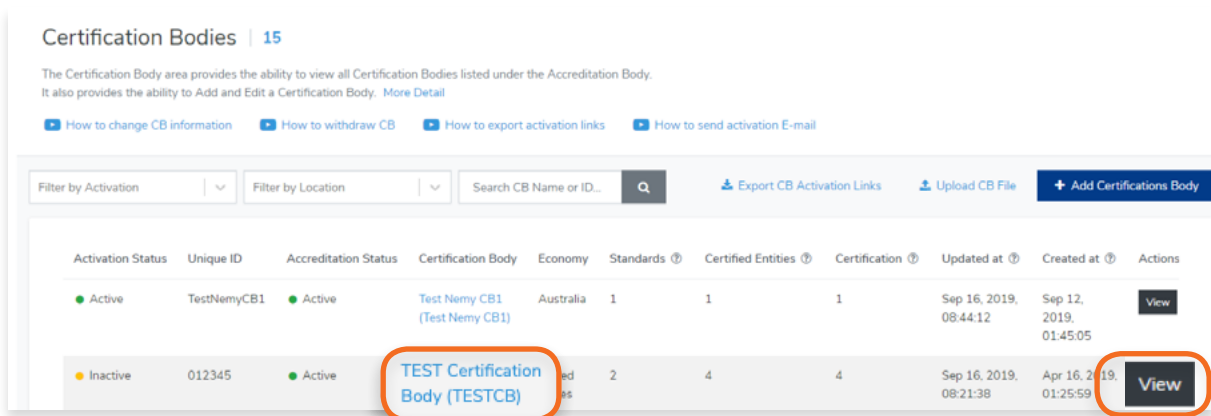 Certification Bodies | 15
The Certification Body area provides the ability to view all Certification Bodies listed under the Accreditation Body.
It also provides the ability to Add and Edit a Certification Body. More Detail
How to change CB information How to withdraw CB How to export activation links How to send activation E-mail
Filter by Activation Filter by Location Search CB Name or ID... Export CB Activation Links Upload CB File + Add Certifications Body
Activation Status Unique ID Accreditation Status Certification Body Economy Standards ? Certified Entities ? Certification ? Updated at ? Created at ? Actions
Active TestNemyCB1 Active Test Nemy CB1 Australia 1 1 1 Sep 16, 2019, Sep 12, View
(Test Nemy CB1) 08:44:12 2019,
01:45:05
Inactive 012345 Active TEST Certification 2 4 4 Sep 16, 2019, Apr 16, 2019, View
Body (TESTCB) 08:21:38 01:25:59